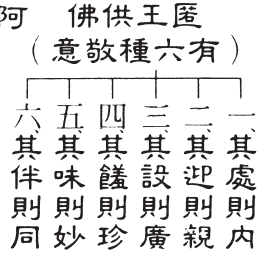 匿王供佛 阿
（有六種敬意）
一、其處則内
二、其迎則親
三、其設則廣
四、其饈則珍
五、其味則妙
六、其伴則同